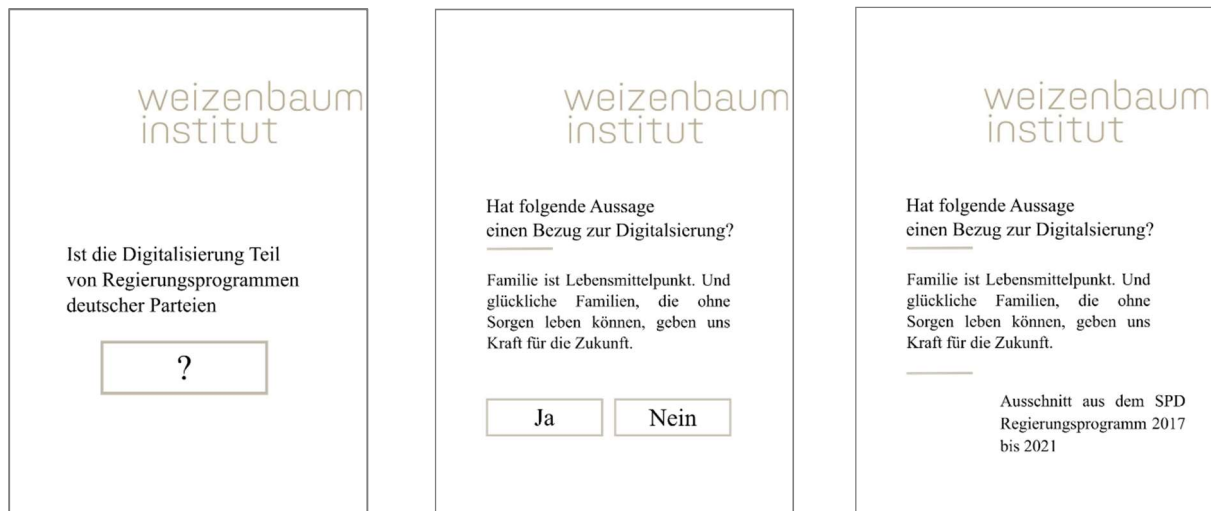 weizenbaum
institut
Ist die Digitalisierung Teil
von Regierungsprogrammen
deutscher Parteien
?
weizenbaum
institut
Hat folgende Aussage
einen Bezug zur Digitalsierung?
Familie ist Lebensmittelpunkt. Und
glückliche Familien, die ohne
Sorgen leben können, geben uns
Kraft für die Zukunft.
Ja Nein
weizenbaum
institut
Hat folgende Aussage
einen Bezug zur Digitalsierung?
Familie ist Lebensmittelpunkt. Und
glückliche Familien, die ohne
Sorgen leben können, geben uns
Kraft für die Zukunft.
Ausschnitt aus dem SPD
Regierungsprogramm 2017
bis 2021